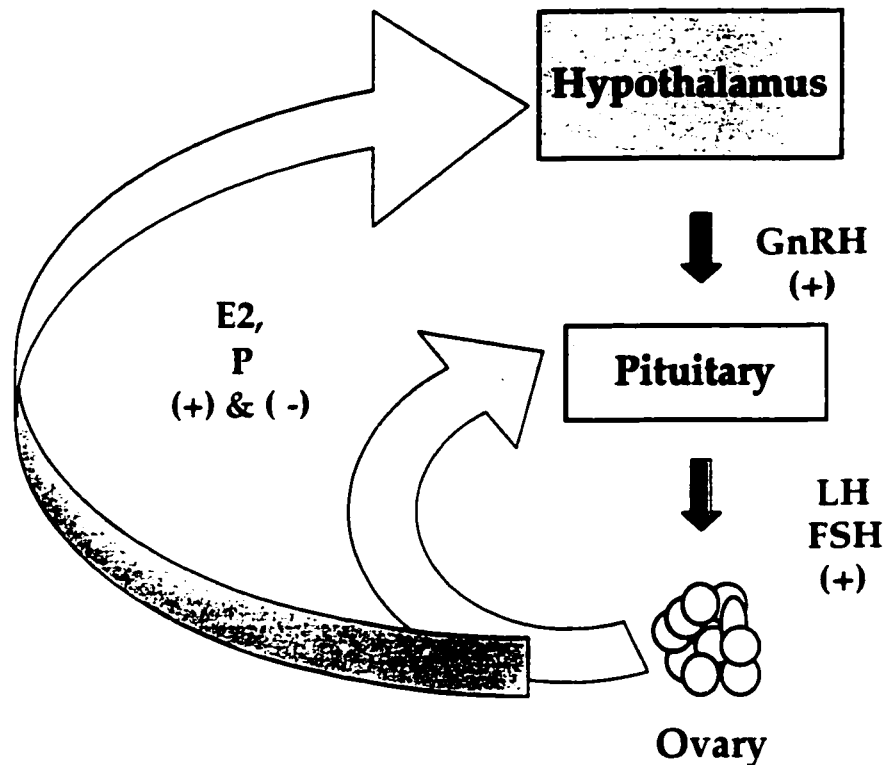 Hypothalamus
GnRH
(+)
E2,
P
(+) & ( -)
Pituitary
LH
FSH
(+)
Ovary